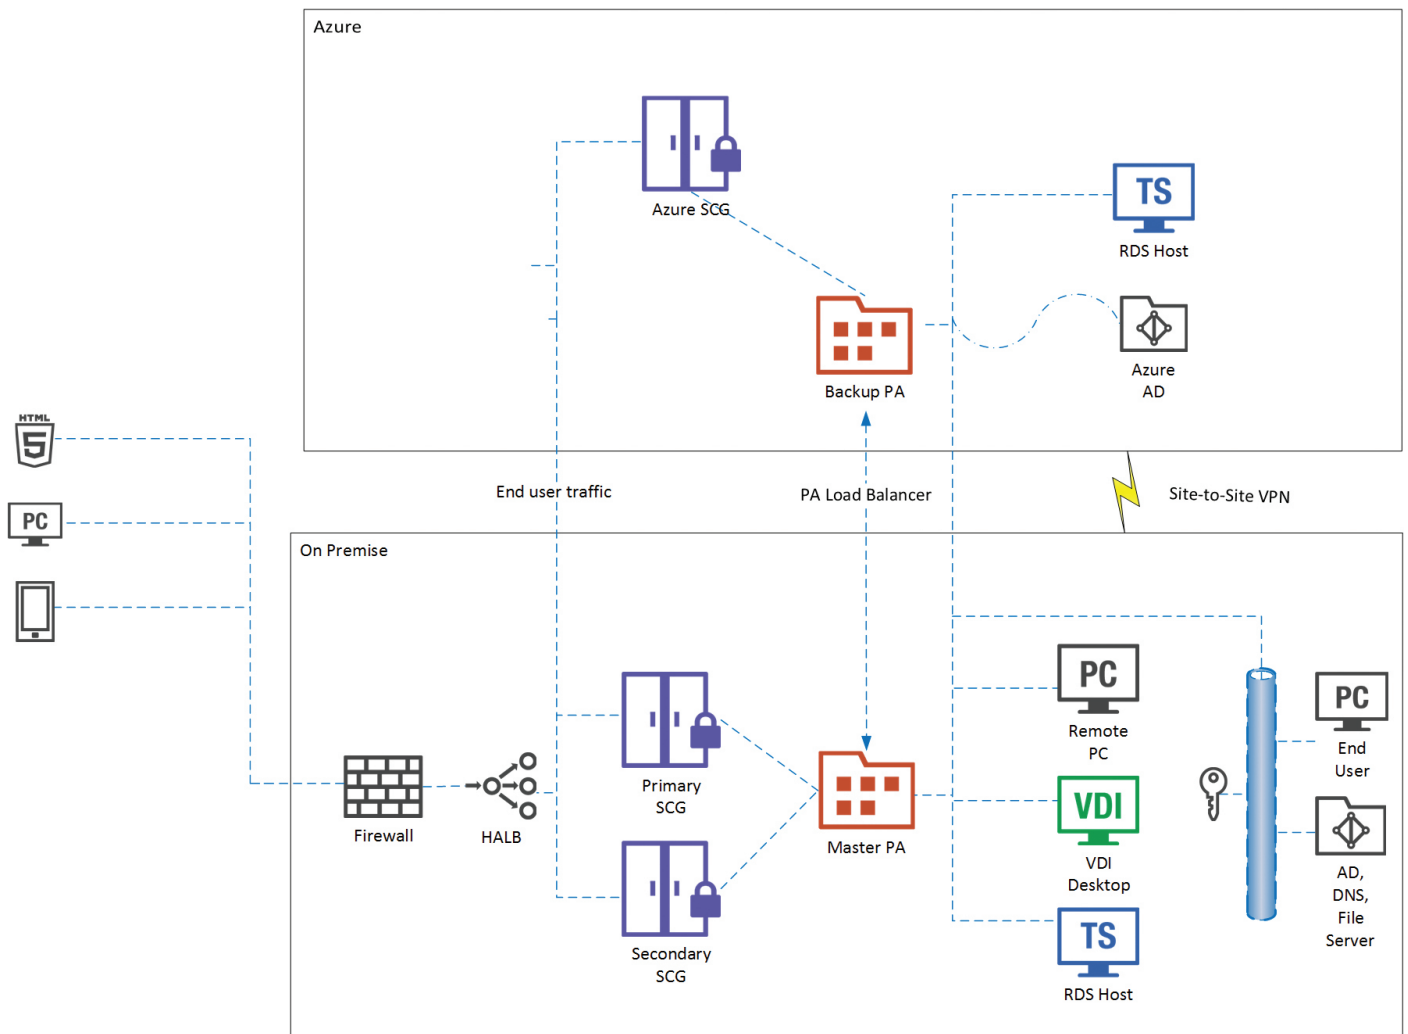 Azure
Azure SCG
TS
RDS Host
Backup PA
Azure
AD
HTML
5
PC
End user traffic
PA Load Balancer
Site-to-Site VPN
On Premise
Firewall
HALB
Primary
SCG
Secondary
SCG
Master PA
PC
Remote
PC
VDI
VDI
Desktop
TS
RDS Host
PC
End
User
AD,
DNS,
File
Server